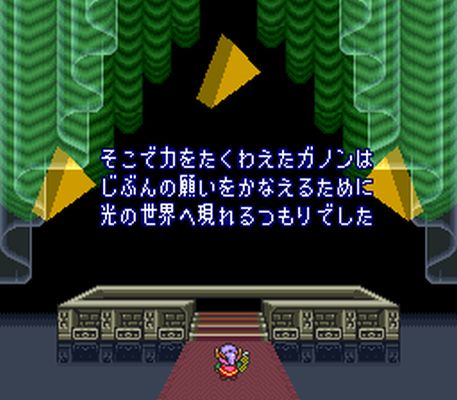 そこで力をたくわえたガノンは
じぶんの願いをかなえるために
光の世界へ現れるつもりでした